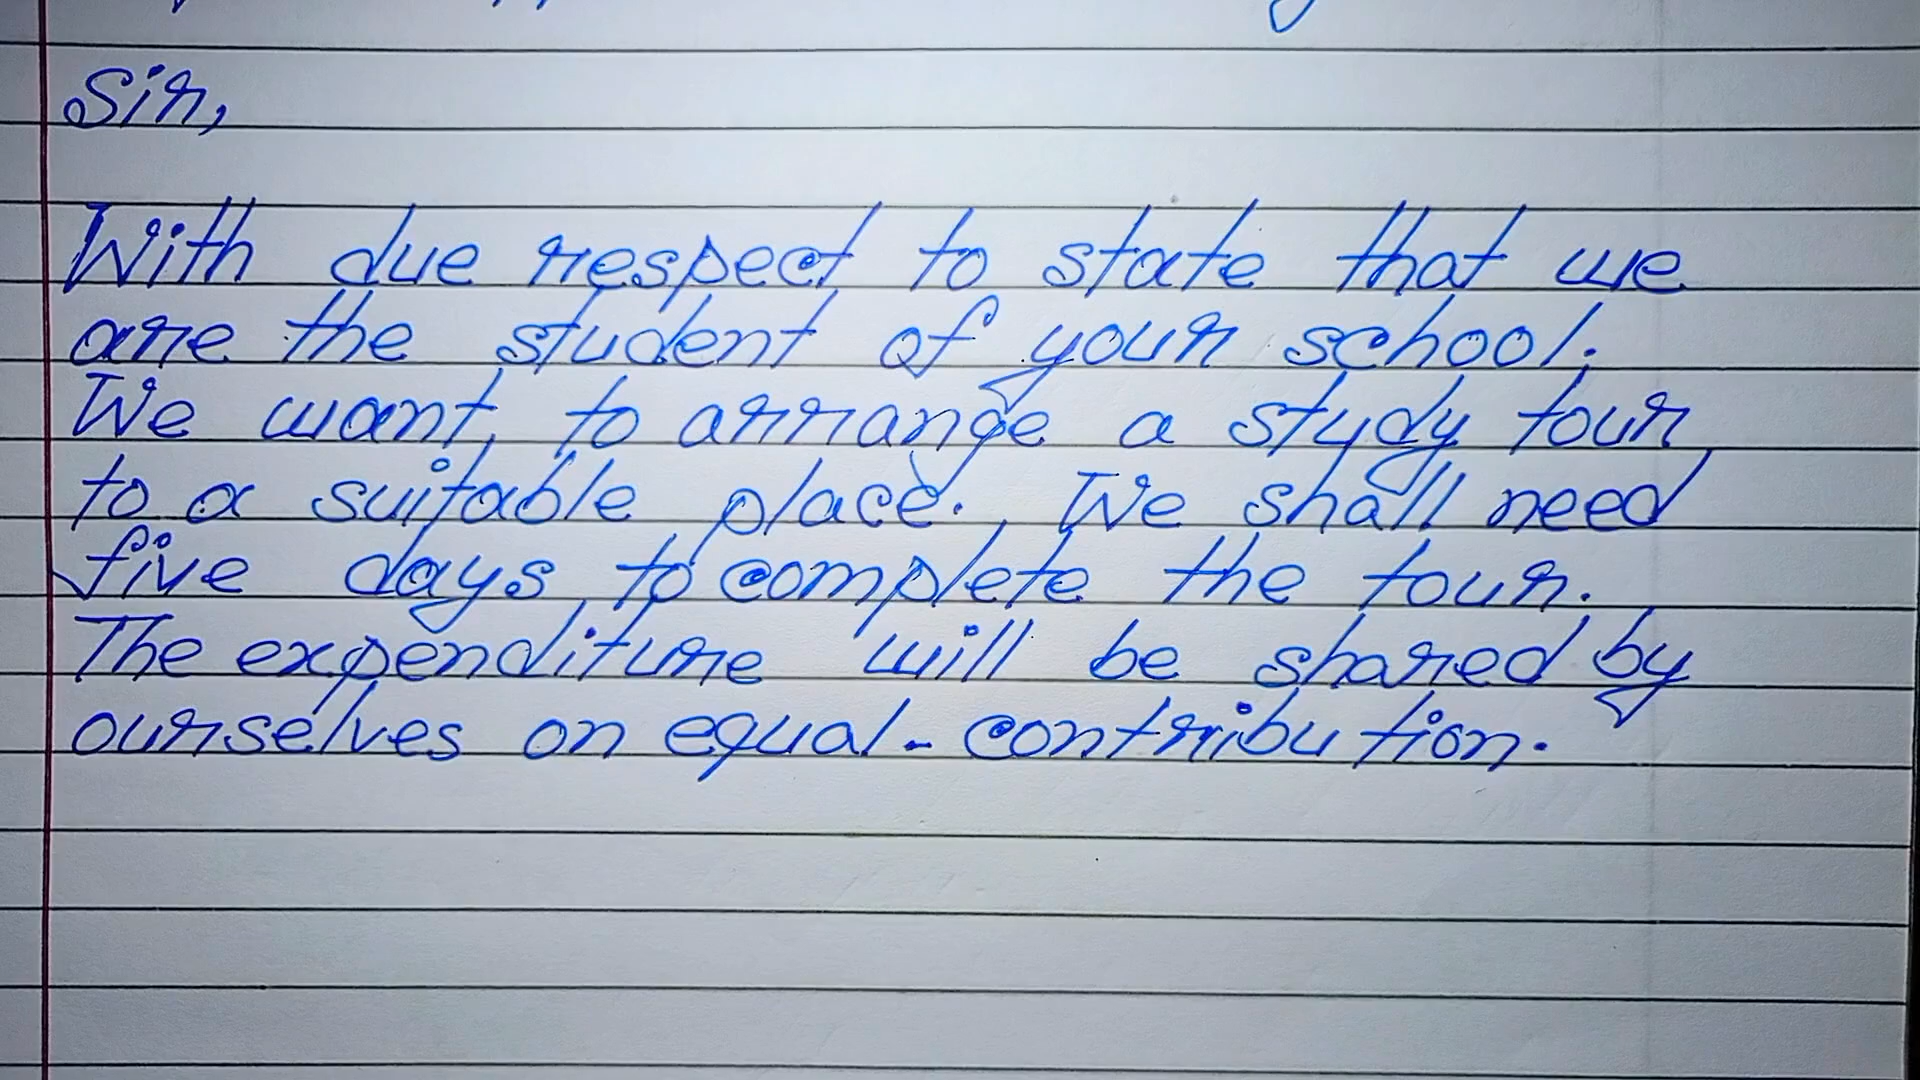 Sir,
With due respect to state that we
are the student of your school.
We want to arrange a study tour
to a suitable place. We shall need
five days to complete the tour.
The expenditure will be shared by
ourselves on equal - contribution.